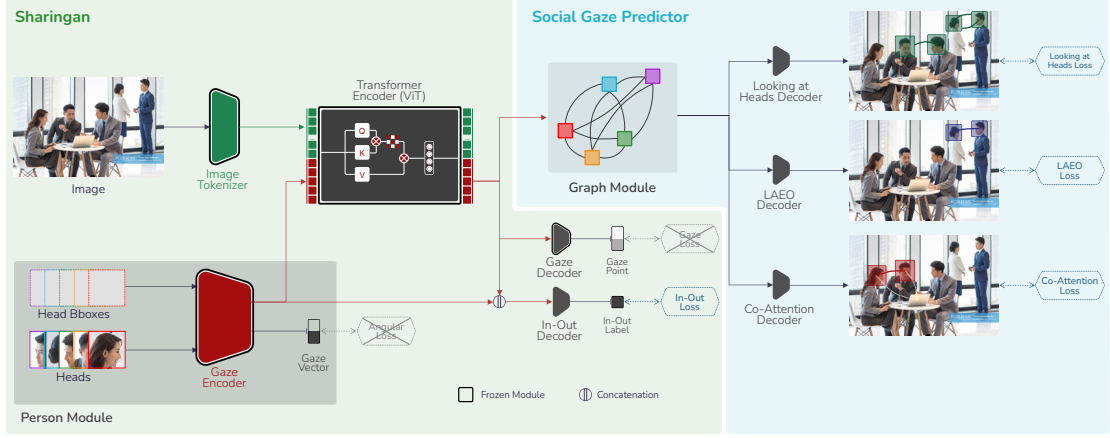 Sharingan
Social Gaze Predictor
Image
Image
Tokenizer
Transformer
Encoder (ViT)
Q
K
V
Head Bboxes
Heads
Gaze
Encoder
Gaze
Vector
Angular
Loss
Person Module
Gaze
Decoder
Gaze
Point
Gaze
Loss
In-Out
Decoder
In-Out
Label
In-Out
Loss
Frozen Module
Concatenation
Graph Module
Looking at
Heads Decoder
Looking at
Heads Loss
LAEO
Decoder
LAEO
Loss
Co-Attention
Decoder
Co-Attention
Loss